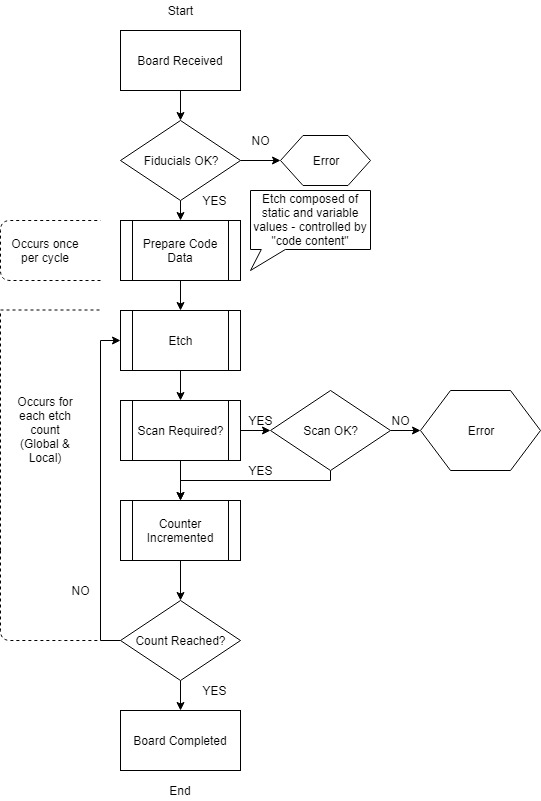 Start
Board Received
Fiducials OK?
NO
Error
YES
Etch composed of
static and variable
values - controlled by
"code content"
Occurs once
per cycle
Prepare Code
Data
Etch
Occurs for
each etch
count
(Global &
Local)
Scan Required?
YES
Scan OK?
NO
Error
YES
Counter
Incremented
NO
Count Reached?
YES
Board Completed
End